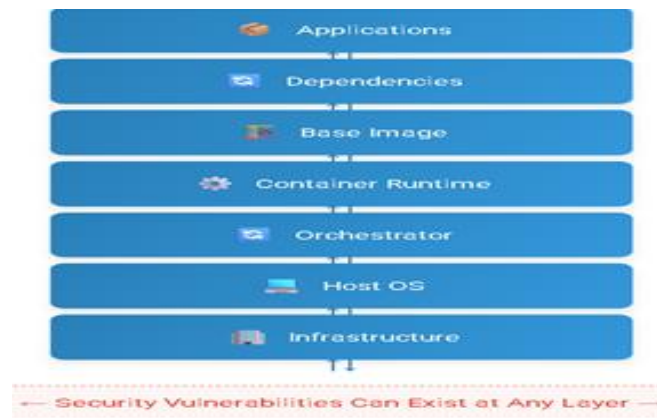 Applications
Dependencies
Base Image
Container Runtime
Orchestrator
Host OS
Infrastructure
← Security Vulnerabilities Can Exist at Any Layer —